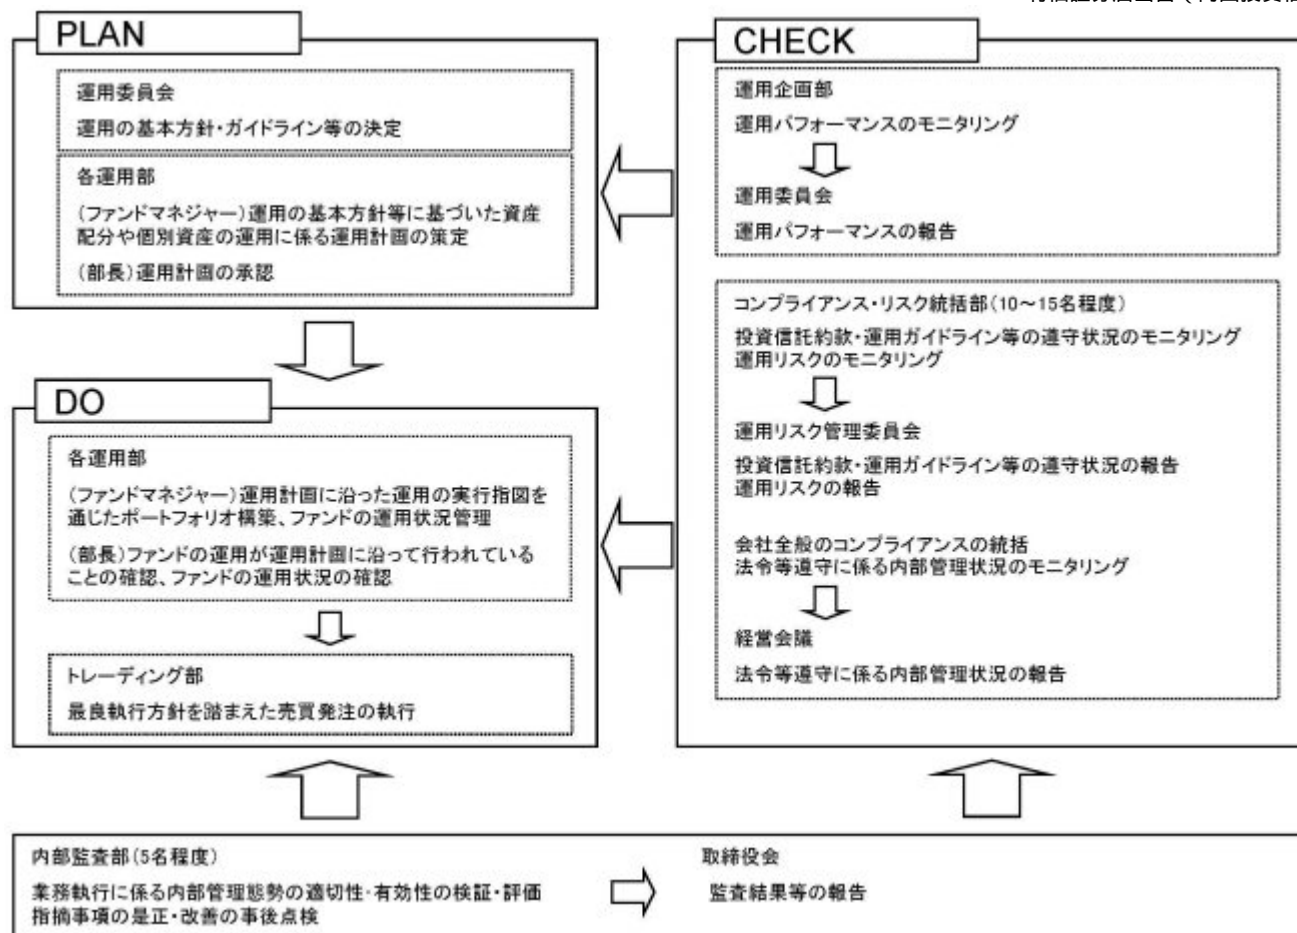 PLAN
運用委員会
運用の基本方針・ガイドライン等の決定
各運用部
(ファンドマネジャー)運用の基本方針等に基づいた資産
配分や個別資産の運用に係る運用計画の策定
(部長)運用計画の承認
DO
各運用部
(ファンドマネジャー)運用計画に沿った運用の実行指図を
通じたポートフォリオ構築、ファンドの運用状況管理
(部長)ファンドの運用が運用計画に沿って行われている
ことの確認、ファンドの運用状況の確認
トレーディング部
最良執行方針を踏まえた売買発注の執行
CHECK
運用企画部
運用パフォーマンスのモニタリング
運用委員会
運用パフォーマンスの報告
コンプライアンス・リスク統括部(10~15名程度)
投資信託約款・運用ガイドライン等の遵守状況のモニタリング
運用リスクのモニタリング
運用リスク管理委員会
投資信託約款・運用ガイドライン等の遵守状況の報告
運用リスクの報告
会社全般のコンプライアンスの統括
法令等遵守に係る内部管理状況のモニタリング
経営会議
法令等遵守に係る内部管理状況の報告
内部監査部(5名程度)
業務執行に係る内部管理態勢の適切性・有効性の検証・評価
指摘事項の是正・改善の事後点検
取締役会
監査結果等の報告